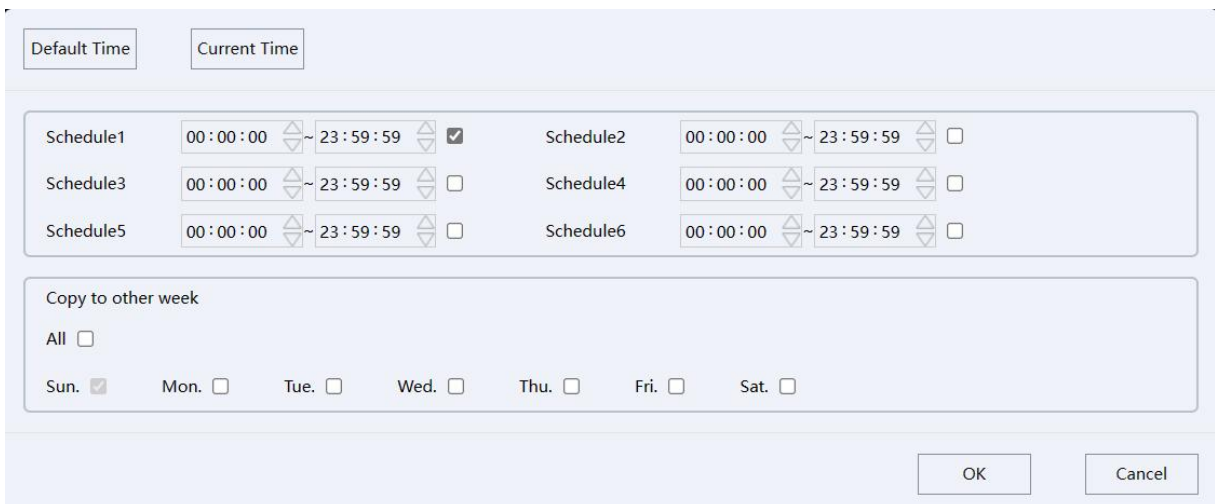 Default Time Current Time
Schedule1 00:00:00 ~ 23:59:59 Schedule2 00:00:00 ~ 23:59:59
Schedule3 00:00:00 ~ 23:59:59 Schedule4 00:00:00 ~ 23:59:59
Schedule5 00:00:00 ~ 23:59:59 Schedule6 00:00:00 ~ 23:59:59
Copy to other week
All
Sun. Mon. Tue. Wed. Thu. Fri. Sat.
OK Cancel